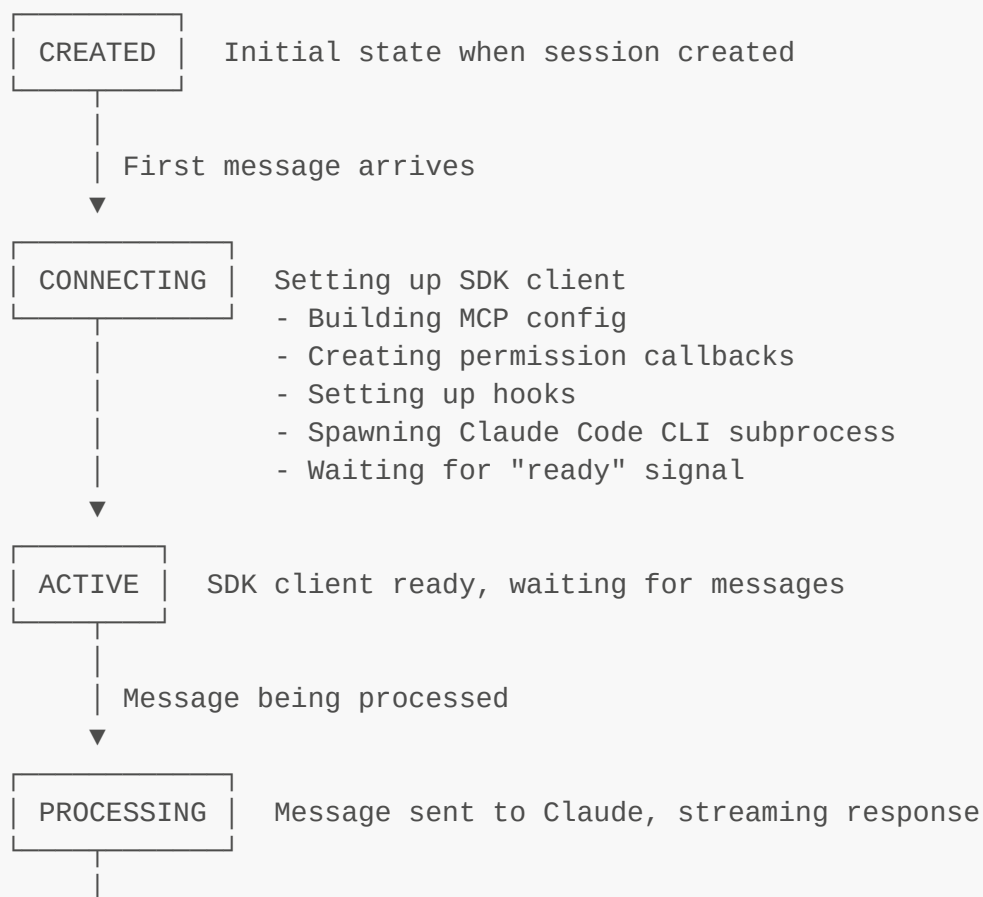 CREATED Initial state when session created
First message arrives
CONNECTING Setting up SDK client
- Building MCP config
- Creating permission callbacks
- Setting up hooks
- Spawning Claude Code CLI subprocess
- Waiting for "ready" signal
ACTIVE SDK client ready, waiting for messages
Message being processed
PROCESSING Message sent to Claude, streaming response